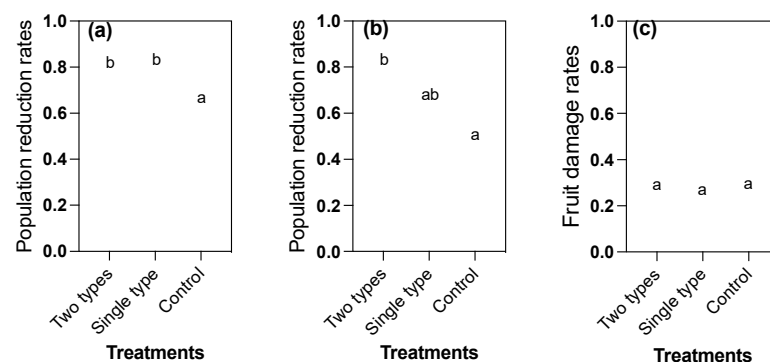 (a)
Population reduction rates
1.0
0.8
0.6
0.4
0.2
0.0
b
b
a
Two types
Single type
Control
Treatments
(b)
Population reduction rates
1.0
0.8
0.6
0.4
0.2
0.0
b
ab
a
Two types
Single type
Control
Treatments
(c)
Fruit damage rates
1.0
0.8
0.6
0.4
0.2
0.0
a
a
a
Two types
Single type
Control
Treatments